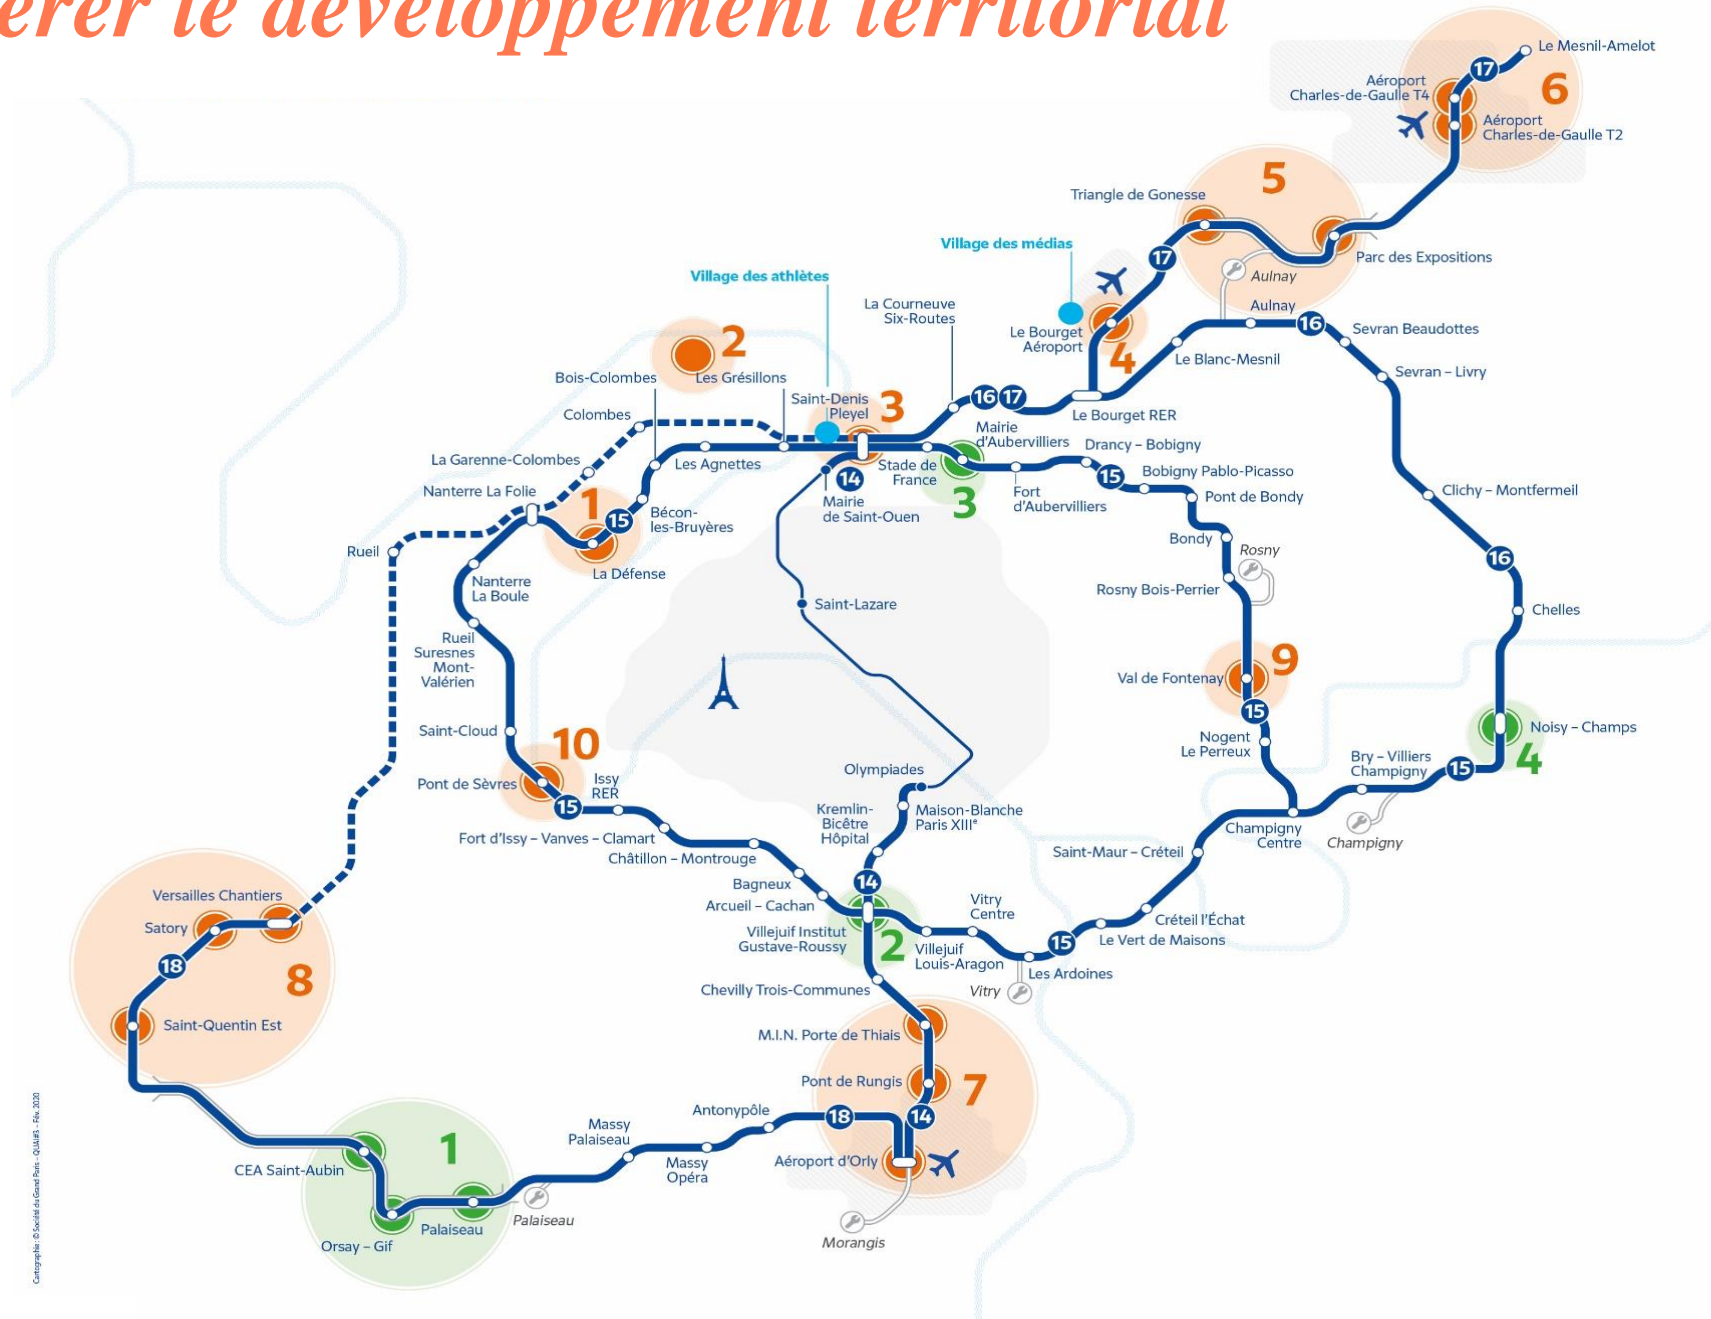 érer le développement territorial
Le Mesnil-Amelot
17
6
Aéroport
Charles-de-Gaulle T4
Aéroport
Charles-de-Gaulle T2
5
Triangle de Gonesse
Village des médias
17
Parc des Expositions
Aulnay
Village des athlètes
La Courneuve
Six-Routes
Aulnay
16
Sevran Beaudottes
Le Bourget
Aéroport
4
Le Blanc-Mesnil
Sevran – Livry
2
Bois-Colombes
Les Grésillons
Saint-Denis
Pleyel
3
16
17
Le Bourget RER
Colombes
Mairie
d'Aubervilliers
Drancy – Bobigny
La Garenne-Colombes
Les Agnettes
Stade de
France
14
15
Bobigny Pablo-Picasso
Nanterre La Folie
1
15
Bécon-
les-Bruyères
Mairie
de Saint-Ouen
3
Fort
d'Aubervilliers
Pont de Bondy
Clichy – Montfermeil
Bondy
Rosny
16
Rueil
La Défense
Nanterre
La Boule
Rosny Bois-Perrier
Saint-Lazare
Chelles
Rueil
Suresnes
Mont-
Valérien
9
Val de Fontenay
15
Saint-Cloud
10
Nogent
Le Perreux
Noisy – Champs
4
Bry – Villiers
Champigny
15
Pont de Sèvres
Issy
RER
15
Olympiades
Kremlin-
Bicêtre
Hôpital
Maison-Blanche
Paris XIIIe
Champigny
Centre
Champigny
Fort d'Issy – Vanves – Clamart
Châtillon – Montrouge
Saint-Maur – Créteil
Bagneux
14
Arcueil – Cachan
Vitry
Centre
Créteil l'Échat
Versailles Chantiers
Satory
Villejuif Institut
Gustave-Roussy
2
Villejuif
Louis-Aragon
15
Le Vert de Maisons
18
8
Les Ardoines
Chevilly Trois-Communes
Vitry
Saint-Quentin Est
M.I.N. Porte de Thiais
Pont de Rungis
7
Antonypôle
18
14
Massy
Palaiseau
1
CEA Saint-Aubin
Massy
Opéra
Aéroport d'Orly
Palaiseau
Palaiseau
Orsay – Gif
Morangis
Cartographie : © Société du Grand Paris - QUAI#3 - Fév. 2020